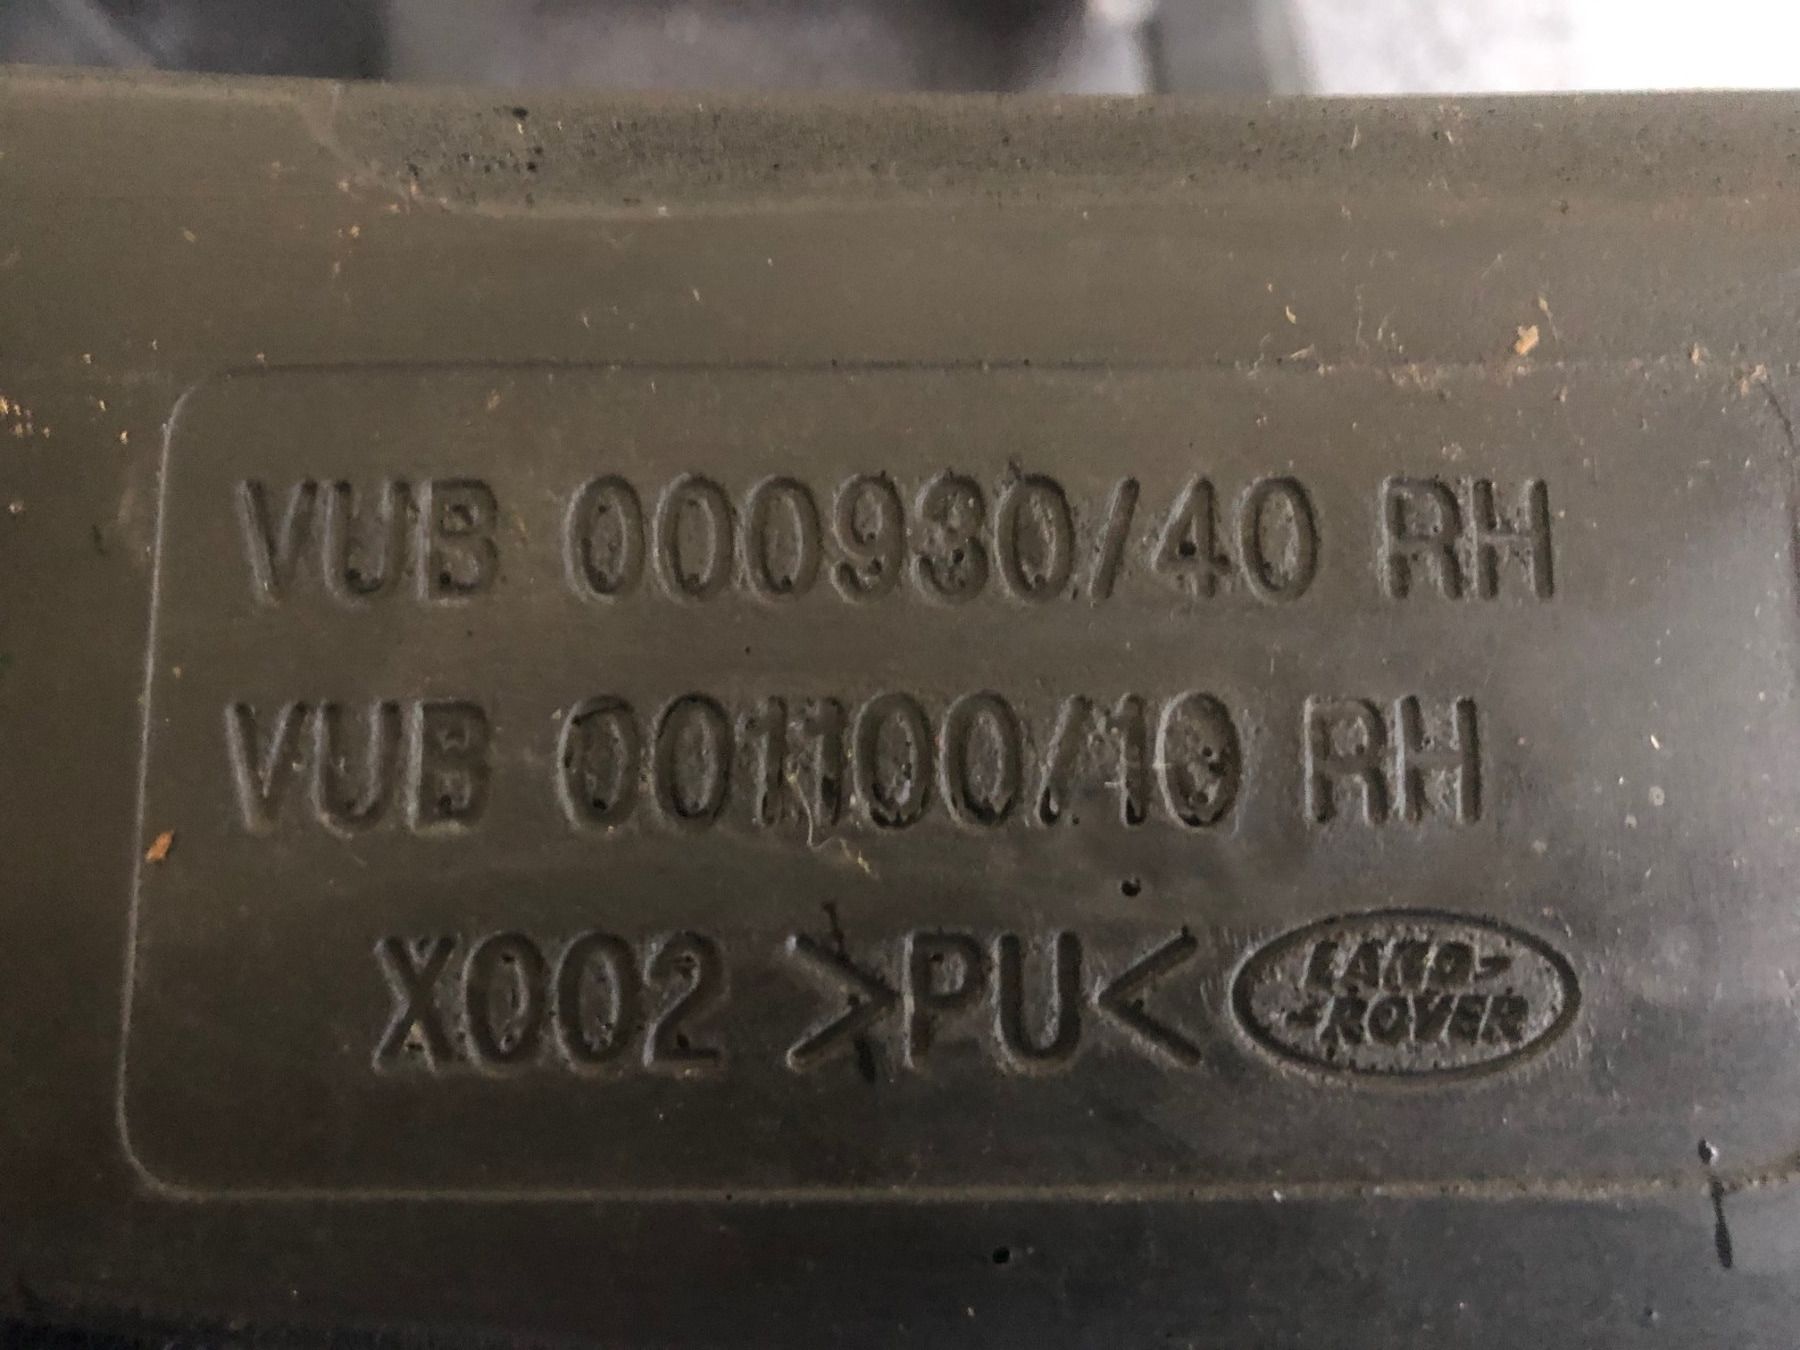 VUB 000930/40 RH
VUB 001100/10 RH
X002 >PU< LAND-
-ROVER